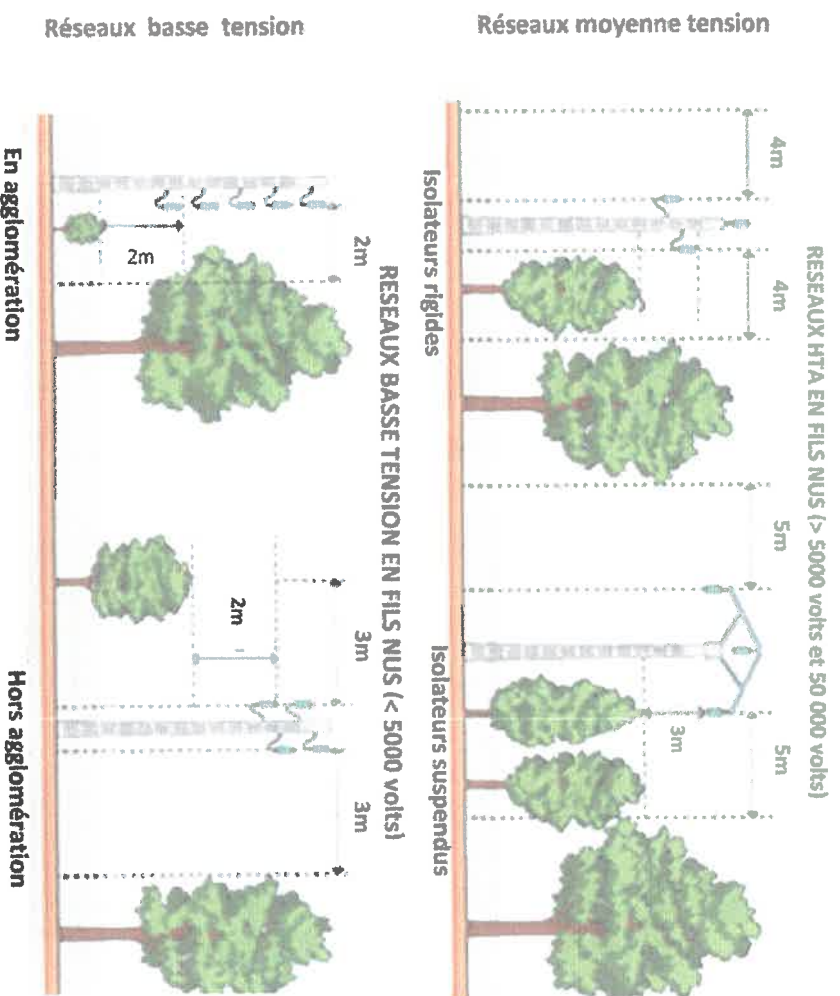 Réseaux moyenne tension
RESEAUX HTA EN FILS NUS (> 5000 volts et 50 000 volts)
4m
4m
5m
5m
3m
Isolateurs rigides
Isolateurs suspendus
Réseaux basse tension
RESEAUX BASSE TENSION EN FILS NUS (< 5000 volts)
2m
3m
3m
2m
2m
En agglomération
Hors agglomération